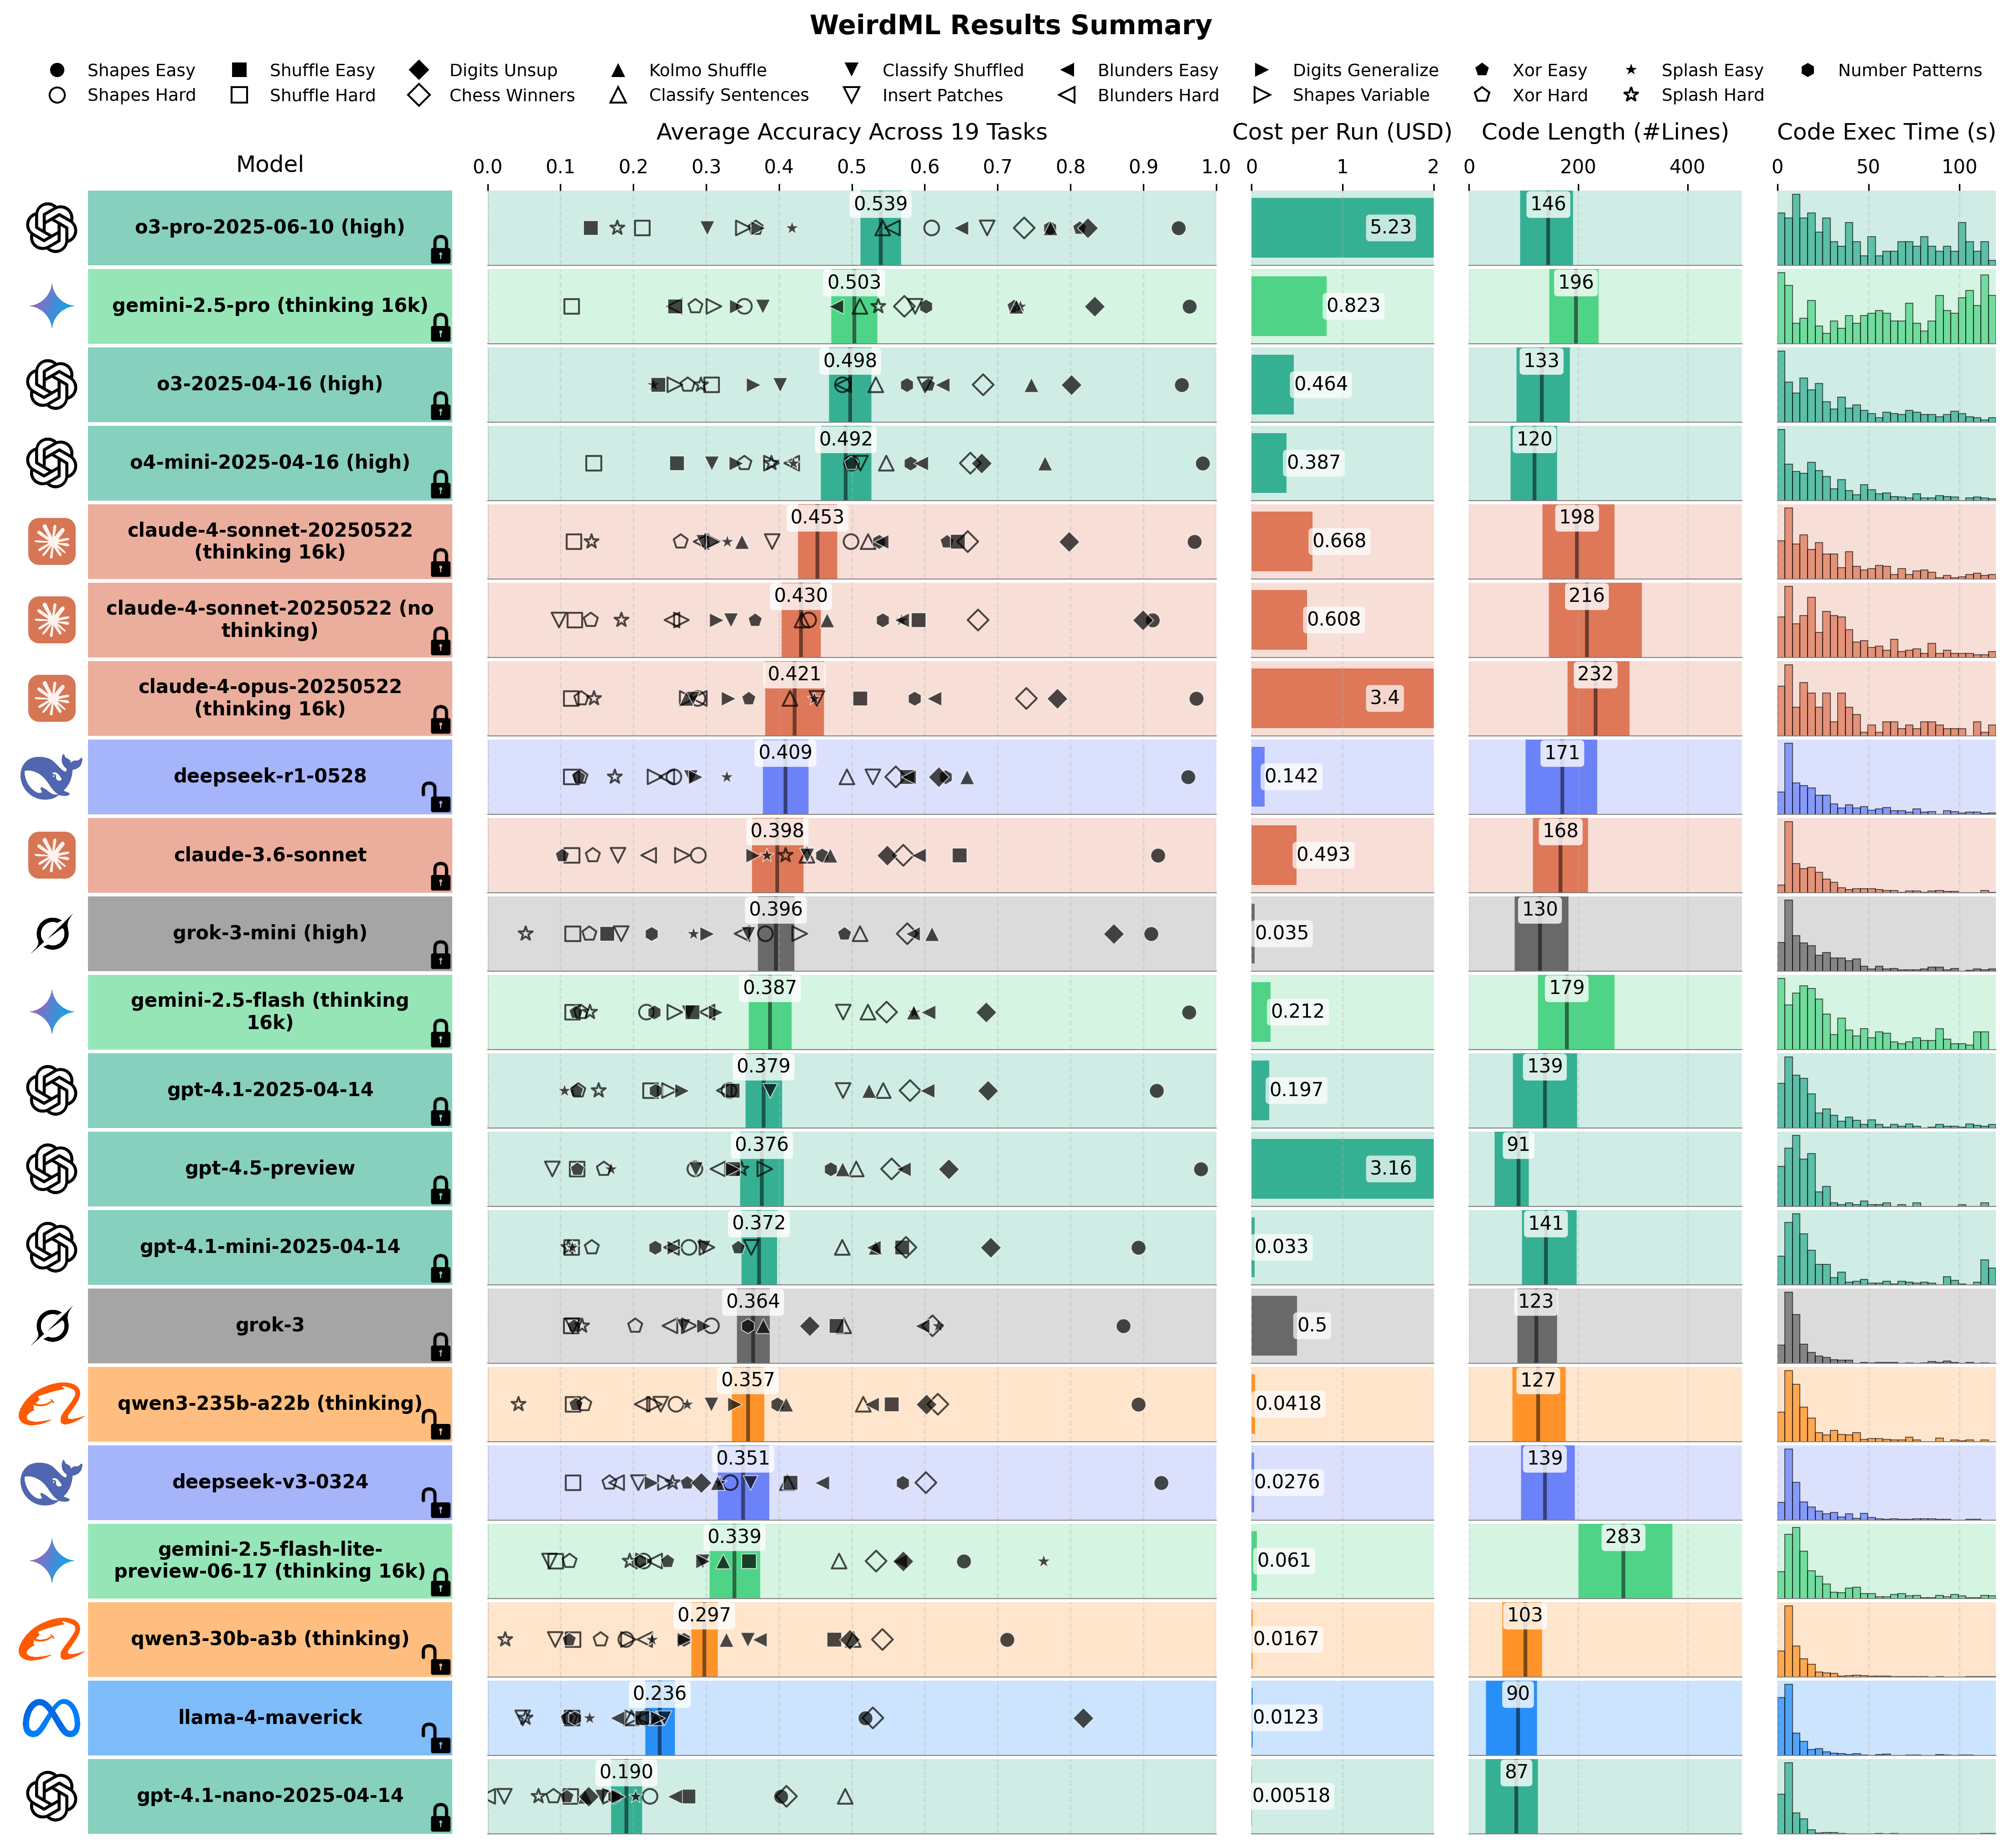 WeirdML Results Summary
Shapes Easy Shuffle Easy Digits Unsup Kolmo Shuffle Classify Shuffled Blunders Easy Digits Generalize Xor Easy Splash Easy Number Patterns
Shapes Hard Shuffle Hard Chess Winners Classify Sentences Insert Patches Blunders Hard Shapes Variable Xor Hard Splash Hard
Model Average Accuracy Across 19 Tasks Cost per Run (USD) Code Length (#Lines) Code Exec Time (s)
0.0 0.1 0.2 0.3 0.4 0.5 0.6 0.7 0.8 0.9 1.0 0 1 2 0 200 400 0 50 100
o3-pro-2025-06-10 (high) 0.539 5.23 146
gemini-2.5-pro (thinking 16k) 0.503 0.823 196
o3-2025-04-16 (high) 0.498 0.464 133
o4-mini-2025-04-16 (high) 0.492 0.387 120
claude-4-sonnet-20250522
(thinking 16k) 0.453 0.668 198
claude-4-sonnet-20250522 (no
thinking) 0.430 0.608 216
claude-4-opus-20250522
(thinking 16k) 0.421 3.4 232
deepseek-r1-0528 0.409 0.142 171
claude-3.6-sonnet 0.398 0.493 168
grok-3-mini (high) 0.396 0.035 130
gemini-2.5-flash (thinking
16k) 0.387 0.212 179
gpt-4.1-2025-04-14 0.379 0.197 139
gpt-4.5-preview 0.376 3.16 91
gpt-4.1-mini-2025-04-14 0.372 0.033 141
grok-3 0.364 0.5 123
qwen3-235b-a22b (thinking) 0.357 0.0418 127
deepseek-v3-0324 0.351 0.0276 139
gemini-2.5-flash-lite-
preview-06-17 (thinking 16k) 0.339 0.061 283
qwen3-30b-a3b (thinking) 0.297 0.0167 103
llama-4-maverick 0.236 0.0123 90
gpt-4.1-nano-2025-04-14 0.190 0.00518 87